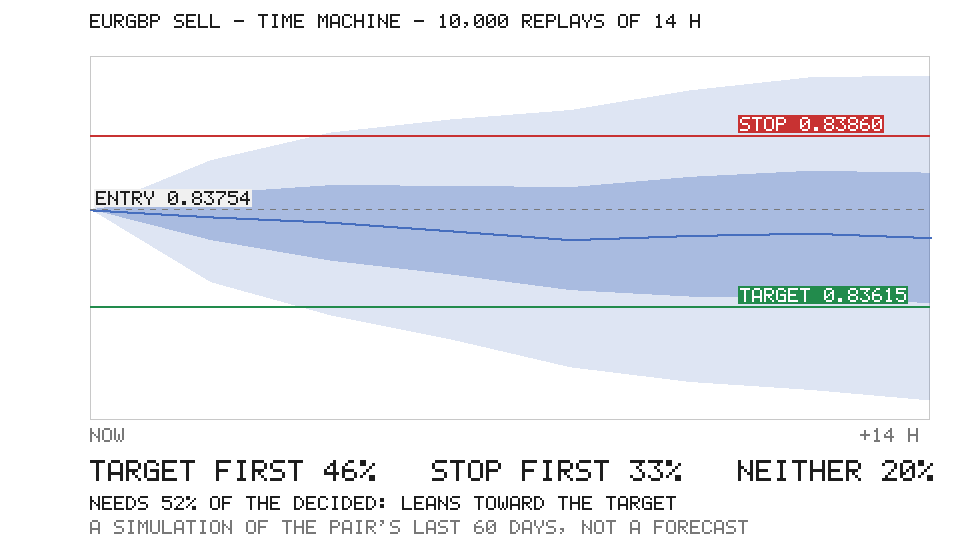 EURGBP SELL - TIME MACHINE - 10,000 REPLAYS OF 14 H
STOP 0.83860
ENTRY 0.83754
TARGET 0.83615
NOW +14 H
TARGET FIRST 46% STOP FIRST 33% NEITHER 20%
NEEDS 52% OF THE DECIDED: LEANS TOWARD THE TARGET
A SIMULATION OF THE PAIR'S LAST 60 DAYS, NOT A FORECAST